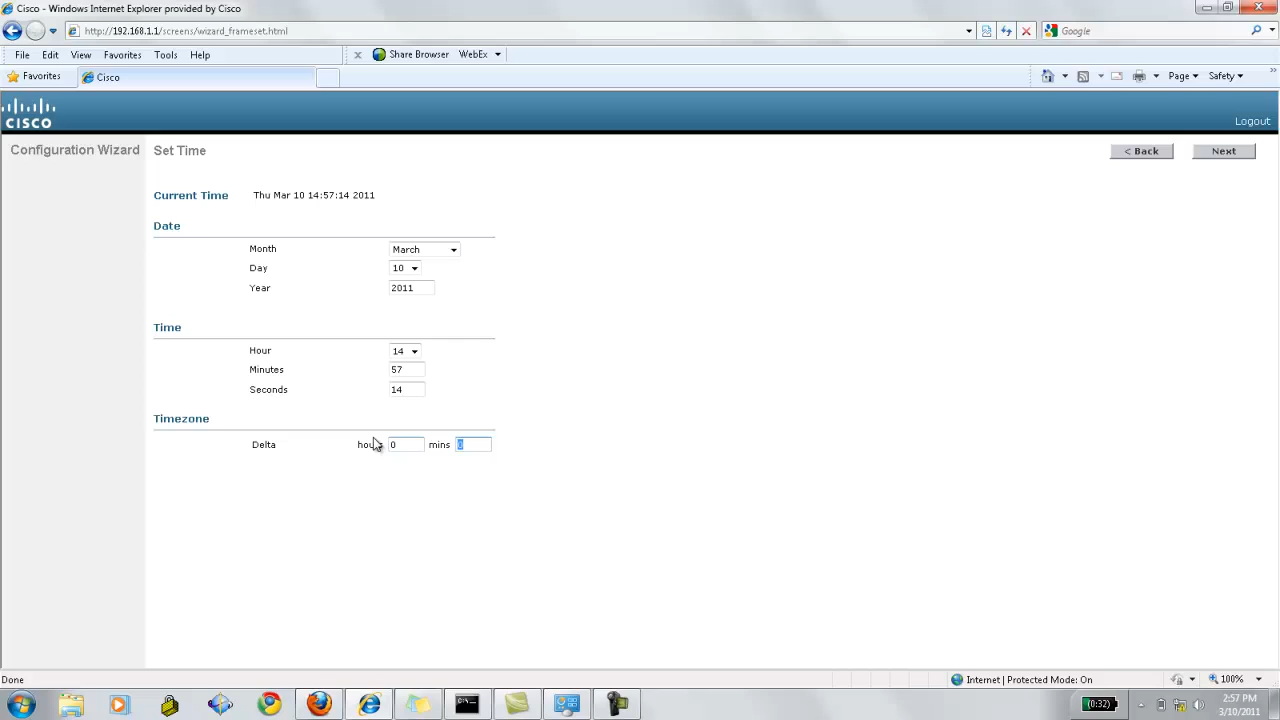 Cisco - Windows Internet Explorer provided by Cisco
http://192.168.1.1/screens/wizard_frameset.html
Google
File Edit View Favorites Tools Help
x Share Browser WebEx
Favorites Cisco
Page Safety
CISCO
Logout
Configuration Wizard Set Time
< Back Next
Current Time Thu Mar 10 14:57:14 2011
Date
Month March
Day 10
Year 2011
Time
Hour 14
Minutes 57
Seconds 14
Timezone
Delta hours 0 mins 0
Done
Internet | Protected Mode: On
100%
(0:32)
2:57 PM
3/10/2011